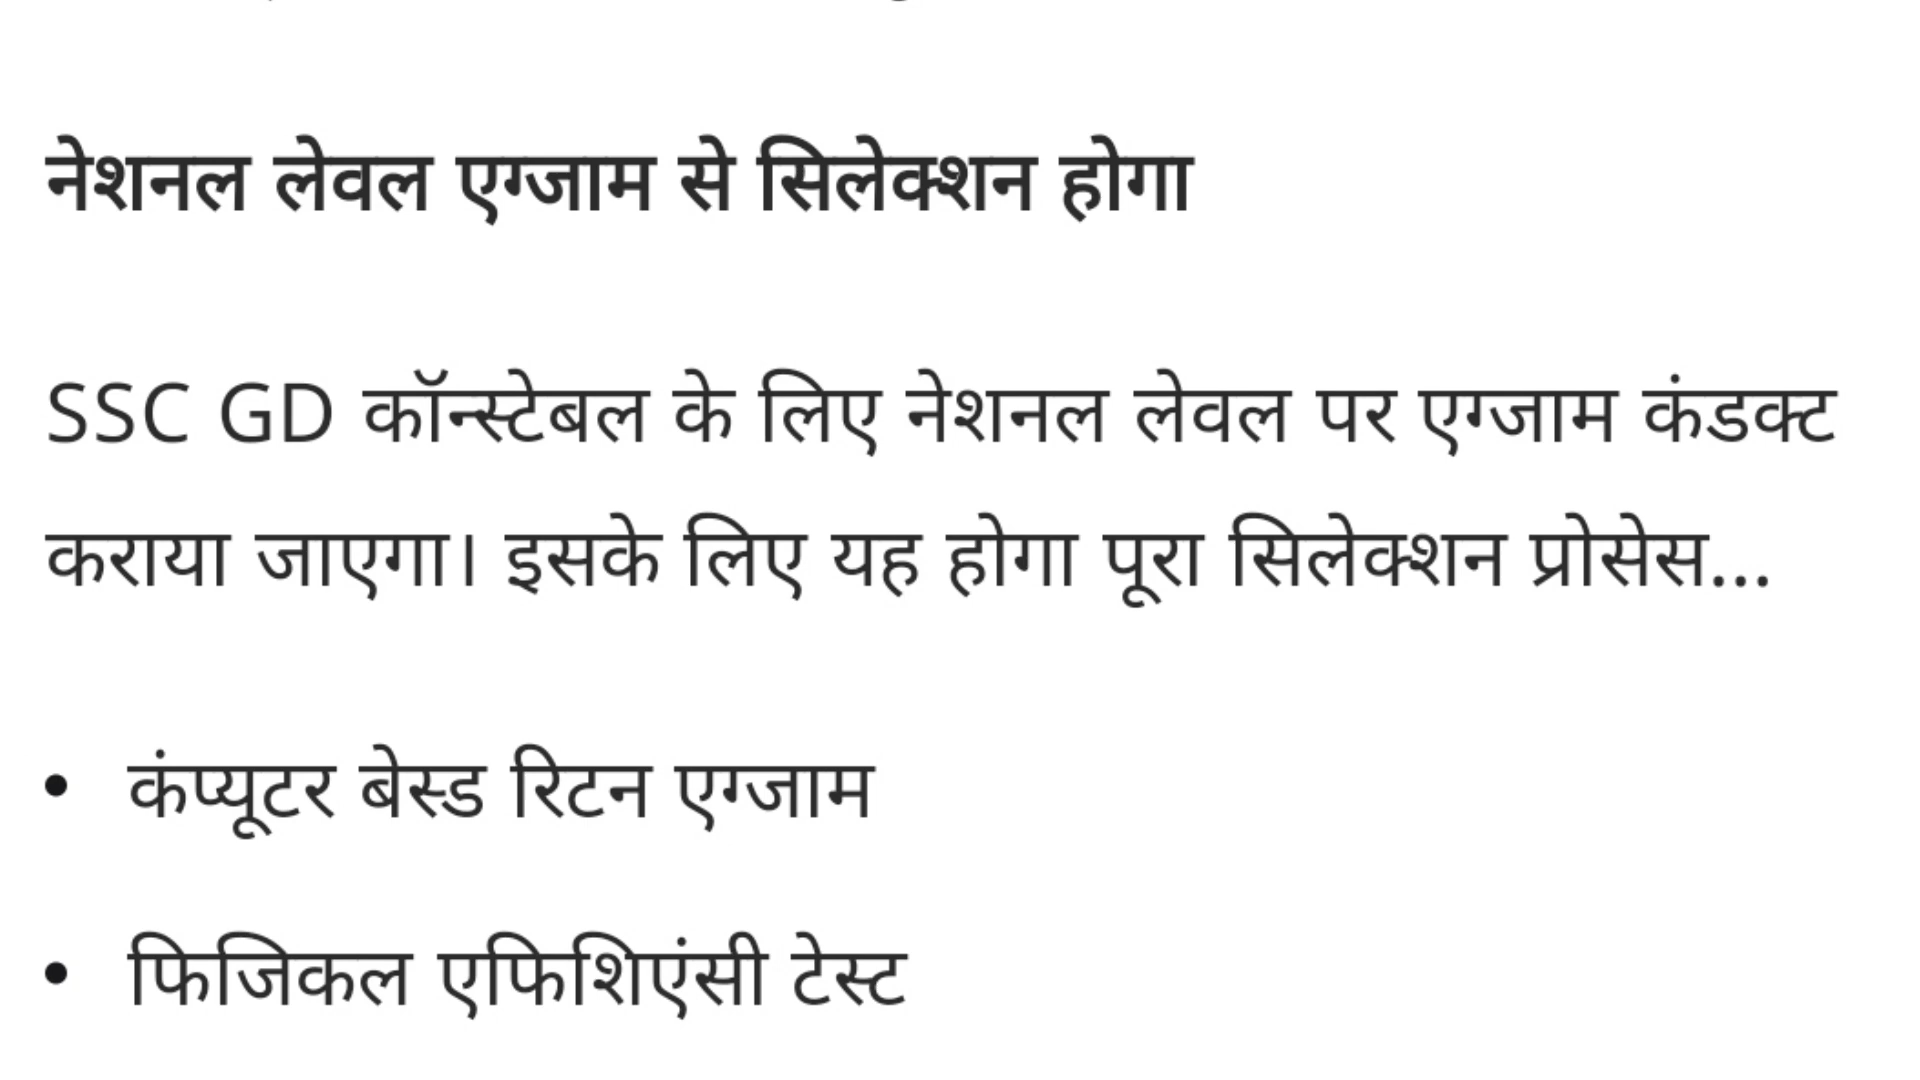 नेशनल लेवल एग्जाम से सिलेक्शन होगा
SSC GD कॉन्स्टेबल के लिए नेशनल लेवल पर एग्जाम कंडक्ट
कराया जाएगा। इसके लिए यह होगा पूरा सिलेक्शन प्रोसेस...
• कंप्यूटर बेस्ड रिटन एग्जाम
• फिजिकल एफिशिएंसी टेस्ट